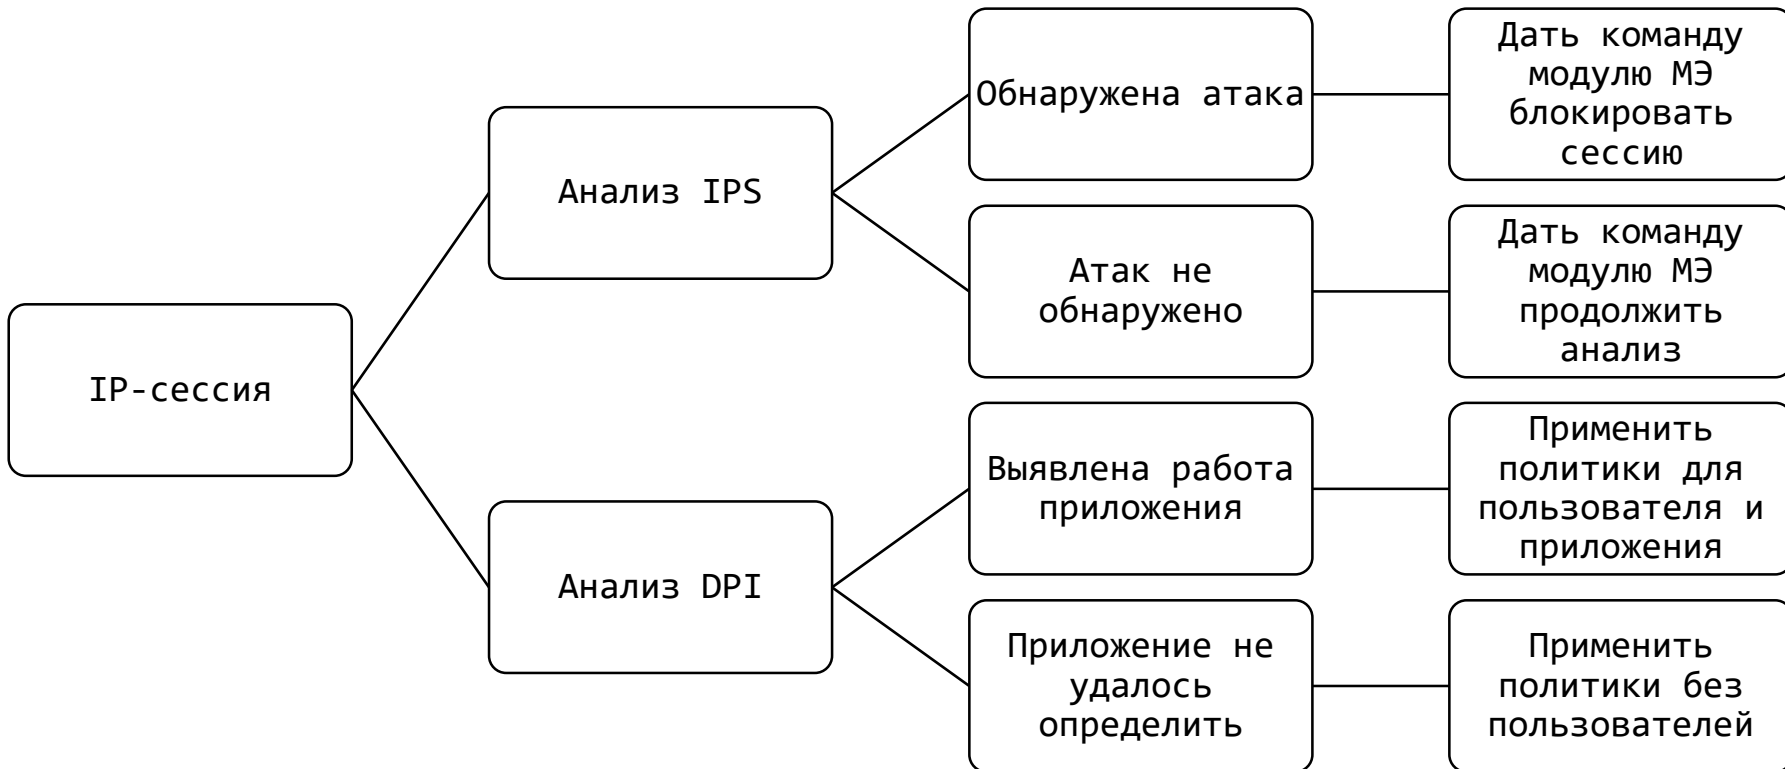 IP-сессия
Анализ IPS
Обнаружена атака
Дать команду
модулю МЭ
блокировать
сессию
Атак не
обнаружено
Дать команду
модулю МЭ
продолжить
анализ
Анализ DPI
Выявлена работа
приложения
Применить
политики для
пользователя и
приложения
Приложение не
удалось
определить
Применить
политики без
пользователей